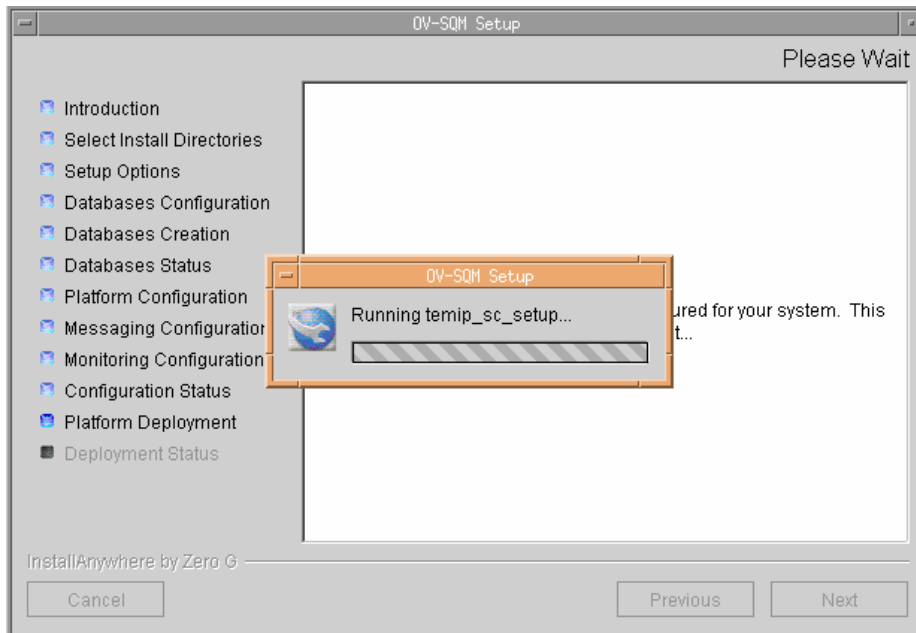 OV-SQM Setup
Please Wait
Introduction
Select Install Directories
Setup Options
Databases Configuration
Databases Creation
Databases Status
Platform Configuration
Messaging Configuration
Monitoring Configuration
Configuration Status
Platform Deployment
Deployment Status
OV-SQM Setup
Running temip_sc_setup...
ured for your system. This
t...
InstallAnywhere by Zero G
Cancel
Previous
Next